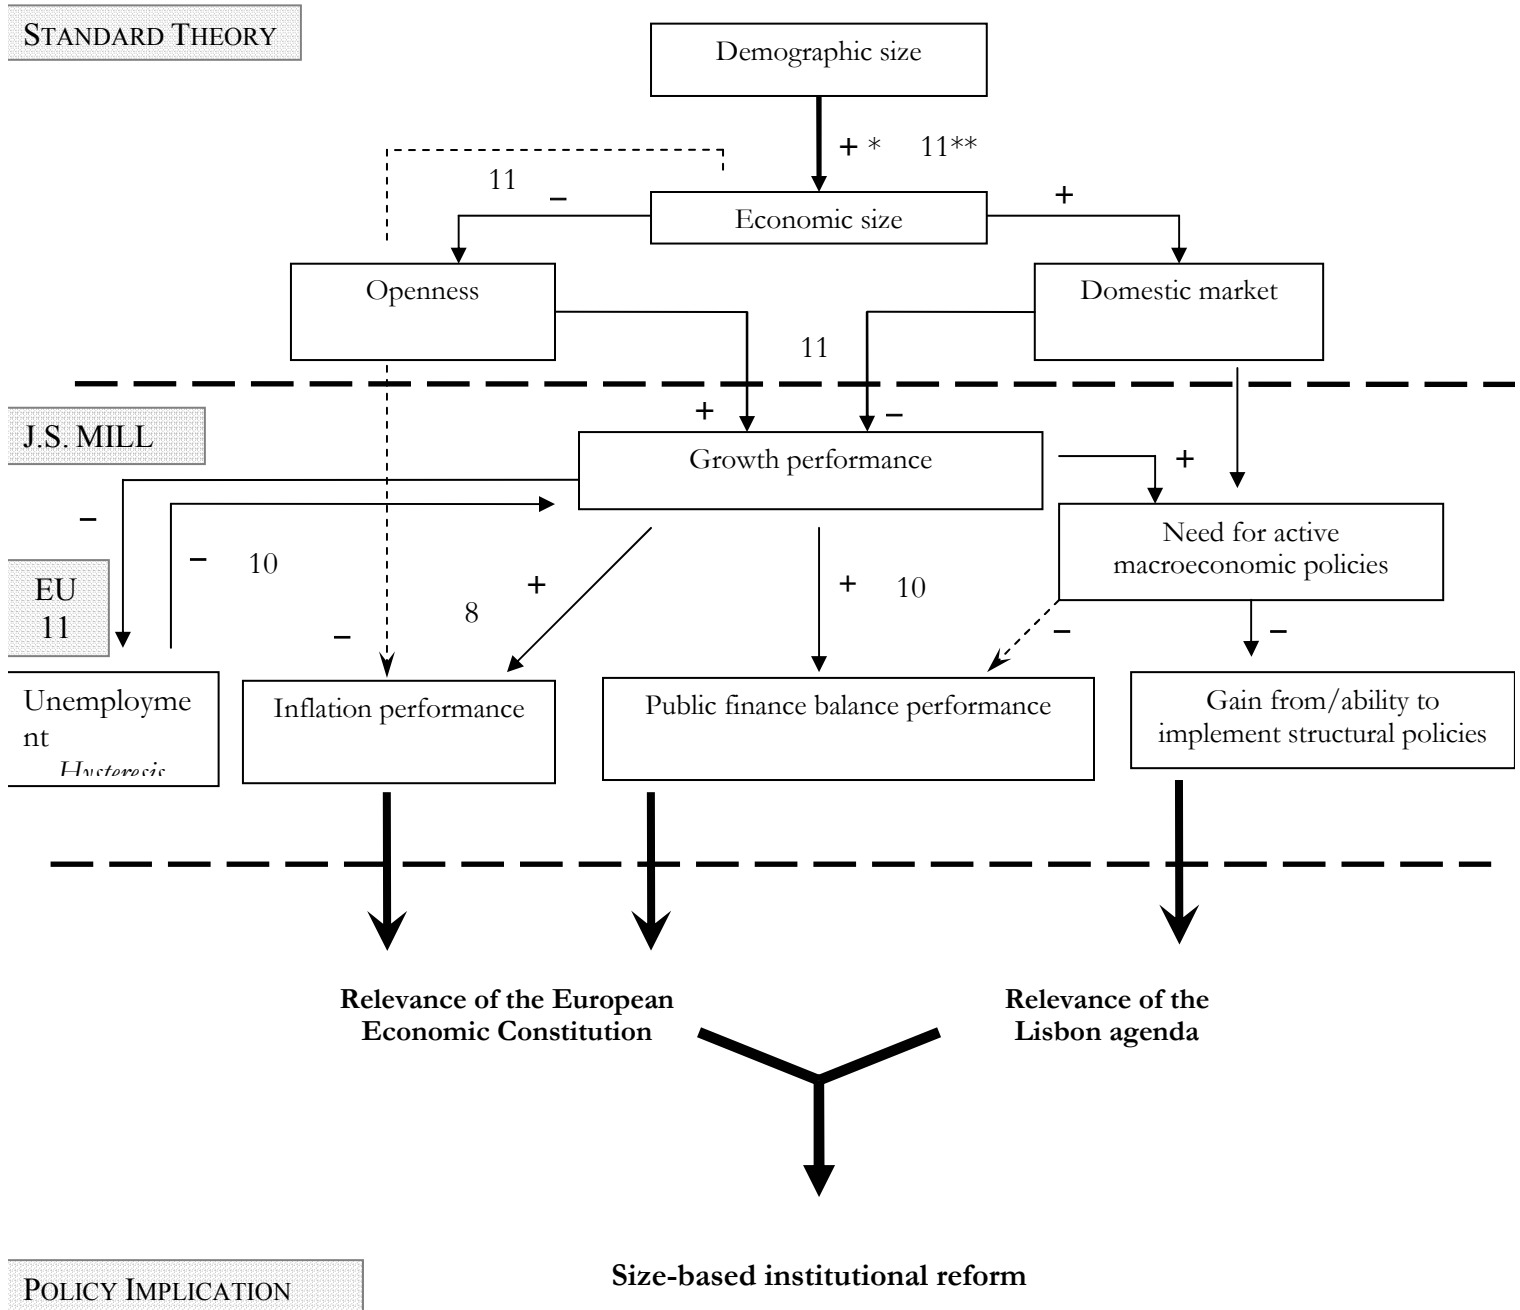 STANDARD THEORY
Demographic size
+ * 11**
11
−
Economic size
+
Openness
Domestic market
11
+
−
J.S. MILL
Growth performance
+
−
Need for active
macroeconomic policies
− 10
EU
11
+
8
+ 10
−
−
−
Unemployme
nt
Hysteresis
Inflation performance
Public finance balance performance
Gain from/ability to
implement structural policies
Relevance of the European
Economic Constitution
Relevance of the
Lisbon agenda
Size-based institutional reform
POLICY IMPLICATION